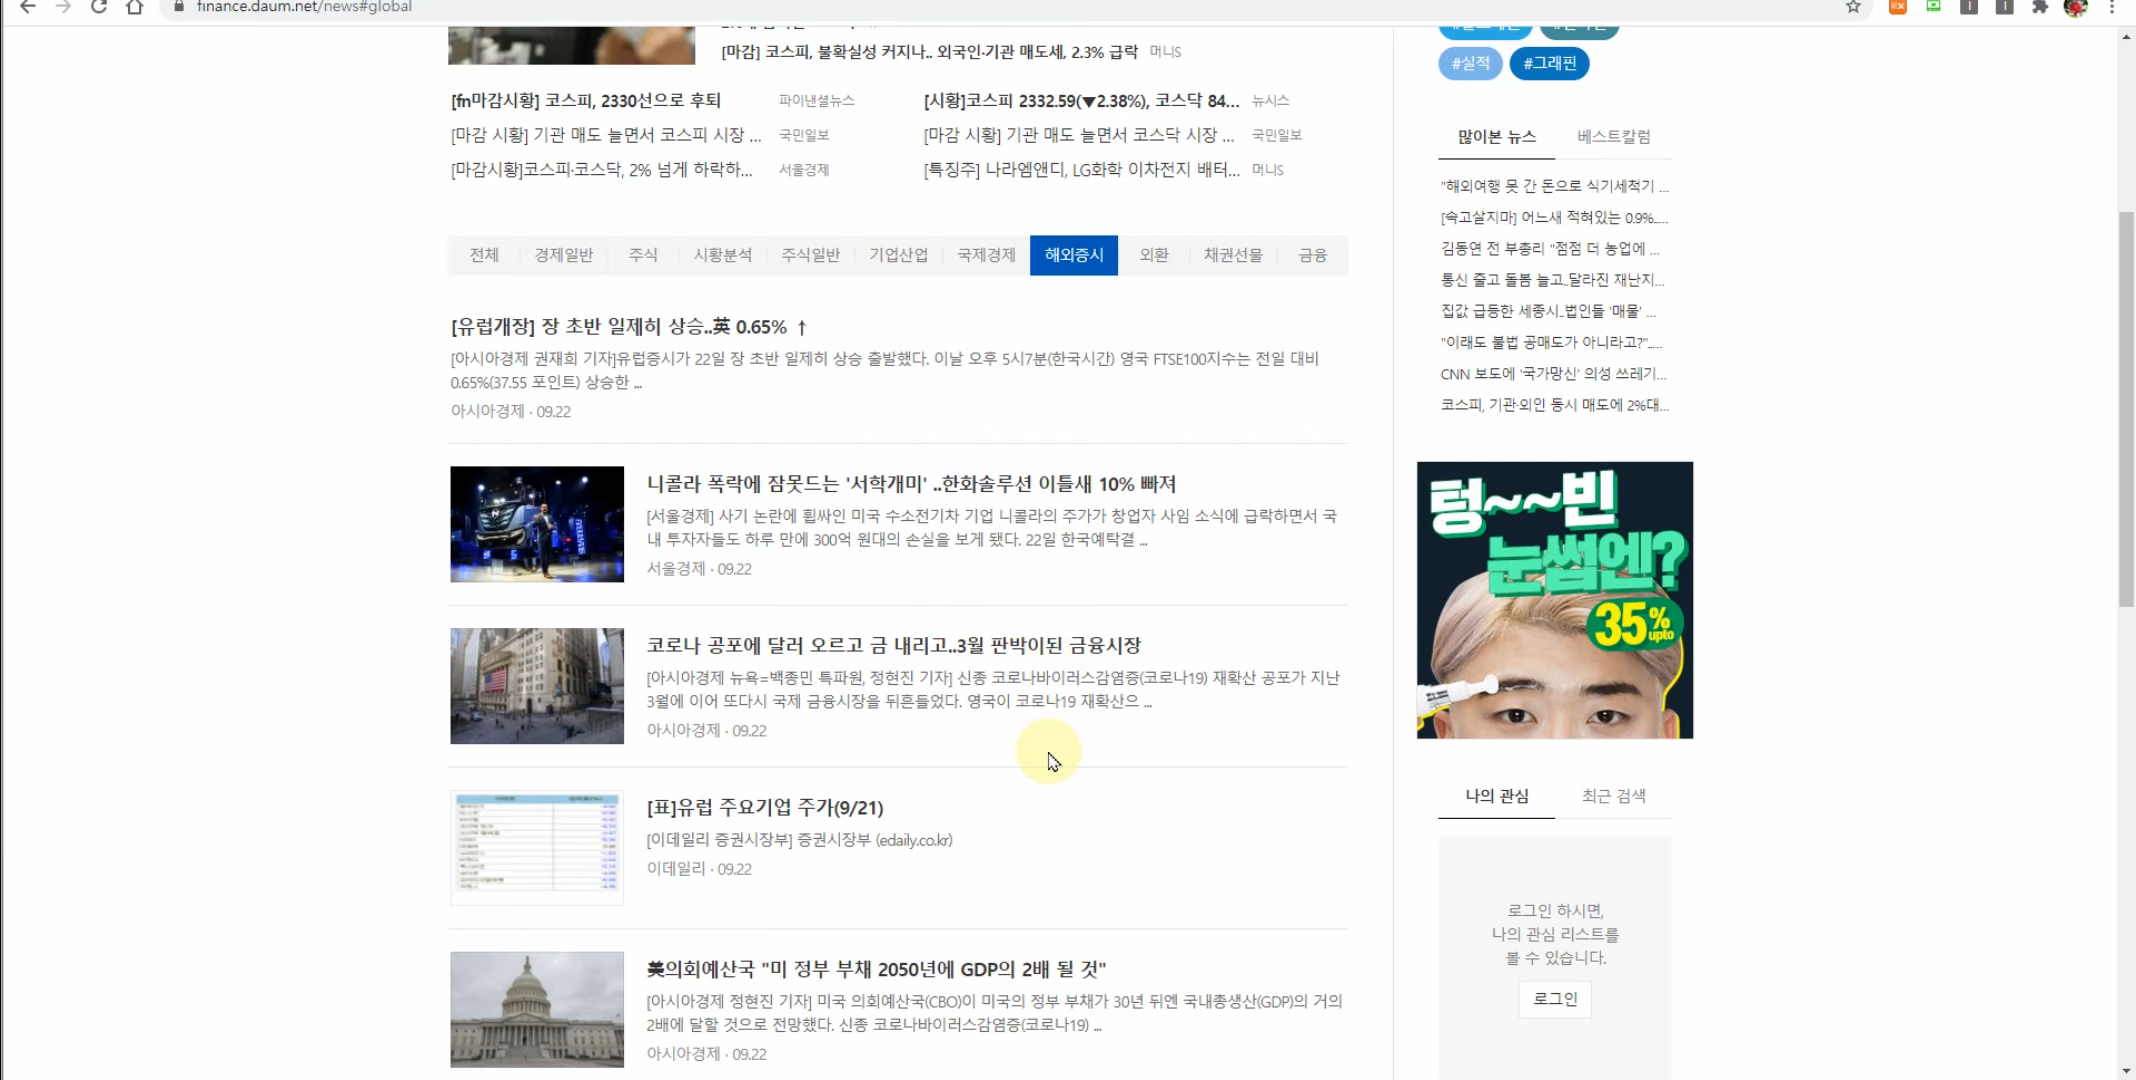 finance.daum.net/news#global
[마감] 코스피, 불확실성 커지나.. 외국인·기관 매도세, 2.3% 급락 머니S
[fn마감시황] 코스피, 2330선으로 후퇴 파이낸셜뉴스
[시황]코스피 2332.59(▼2.38%), 코스닥 84... 뉴시스
[마감 시황] 기관 매도 늘면서 코스피 시장 ... 국민일보
[마감 시황] 기관 매도 늘면서 코스닥 시장 ... 국민일보
[마감시황]코스피·코스닥, 2% 넘게 하락하... 서울경제
[특징주] 나라엠앤디, LG화학 이차전지 배터... 머니S
전체 경제일반 주식 시황분석 주식일반 기업산업 국제경제 해외증시 외환 채권선물 금융
[유럽개장] 장 초반 일제히 상승..英 0.65% ↑
[아시아경제 권재희 기자]유럽증시가 22일 장 초반 일제히 상승 출발했다. 이날 오후 5시7분(한국시간) 영국 FTSE100지수는 전일 대비
0.65%(37.55 포인트) 상승한 ...
아시아경제 · 09.22
니콜라 폭락에 잠못드는 '서학개미' ..한화솔루션 이틀새 10% 빠져
[서울경제] 사기 논란에 휩싸인 미국 수소전기차 기업 니콜라의 주가가 창업자 사임 소식에 급락하면서 국
내 투자자들도 하루 만에 300억 원대의 손실을 보게 됐다. 22일 한국예탁결 ...
서울경제 · 09.22
코로나 공포에 달러 오르고 금 내리고..3월 판박이된 금융시장
[아시아경제 뉴욕=백종민 특파원, 정현진 기자] 신종 코로나바이러스감염증(코로나19) 재확산 공포가 지난
3월에 이어 또다시 국제 금융시장을 뒤흔들었다. 영국이 코로나19 재확산으 ...
아시아경제 · 09.22
[표]유럽 주요기업 주가(9/21)
[이데일리 증권시장부] 증권시장부 (edaily.co.kr)
이데일리 · 09.22
美의회예산국 "미 정부 부채 2050년에 GDP의 2배 될 것"
[아시아경제 정현진 기자] 미국 의회예산국(CBO)이 미국의 정부 부채가 30년 뒤엔 국내총생산(GDP)의 거의
2배에 달할 것으로 전망했다. 신종 코로나바이러스감염증(코로나19) ...
아시아경제 · 09.22
#실적 #그래핀
많이본 뉴스 베스트칼럼
"해외여행 못 간 돈으로 식기세척기 ...
[속고살지마] 어느새 적혀있는 0.9%.....
김동연 전 부총리 "점점 더 농업에 ...
통신 줄고 돌봄 늘고..달라진 재난지...
집값 급등한 세종시..법인들 '매물' ...
"이래도 불법 공매도가 아니라고?".....
CNN 보도에 '국가망신' 의성 쓰레기...
코스피, 기관·외인 동시 매도에 2%대...
텅~~빈
눈썹엔?
35% upto
나의 관심 최근 검색
로그인 하시면,
나의 관심 리스트를
볼 수 있습니다.
로그인